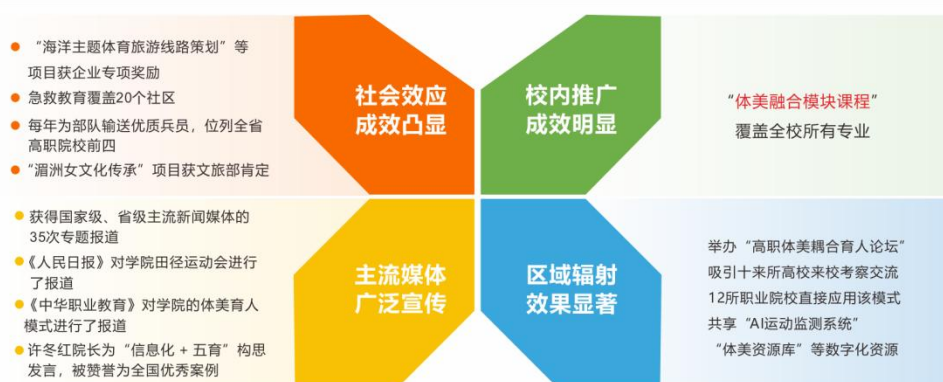 “海洋主题体育旅游线路策划”等
项目获企业专项奖励
急救教育覆盖20个社区
每年为部队输送优质兵员，位列全省
高职院校前四
“湄洲女文化传承”项目获文旅部肯定
社会效应
成效凸显
校内推广
成效明显
“体美融合模块课程”
覆盖全校所有专业
获得国家级、省级主流新闻媒体的
35次专题报道
《人民日报》对学院田径运动会进行
了报道
《中华职业教育》对学院的体美育人
模式进行了报道
许冬红院长为“信息化 + 五育”构思
发言，被赞誉为全国优秀案例
主流媒体
广泛宣传
区域辐射
效果显著
举办“高职体美耦合育人论坛”
吸引十来所高校来校考察交流
12所职业院校直接应用该模式
共享“AI运动监测系统”
“体美资源库”等数字化资源